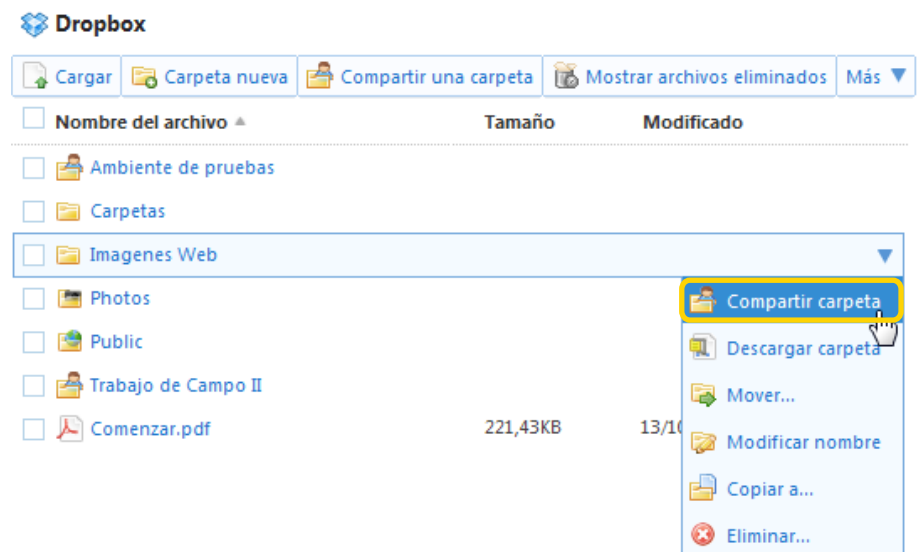 Dropbox
Cargar Carpeta nueva Compartir una carpeta Mostrar archivos eliminados Más
Nombre del archivo Tamaño Modificado
Ambiente de pruebas
Carpetas
Imagenes Web
Photos
Compartir carpeta
Public
Descargar carpeta
Trabajo de Campo II
Mover...
Comenzar.pdf 221,43KB 13/10
Modificar nombre
Copiar a...
Eliminar...